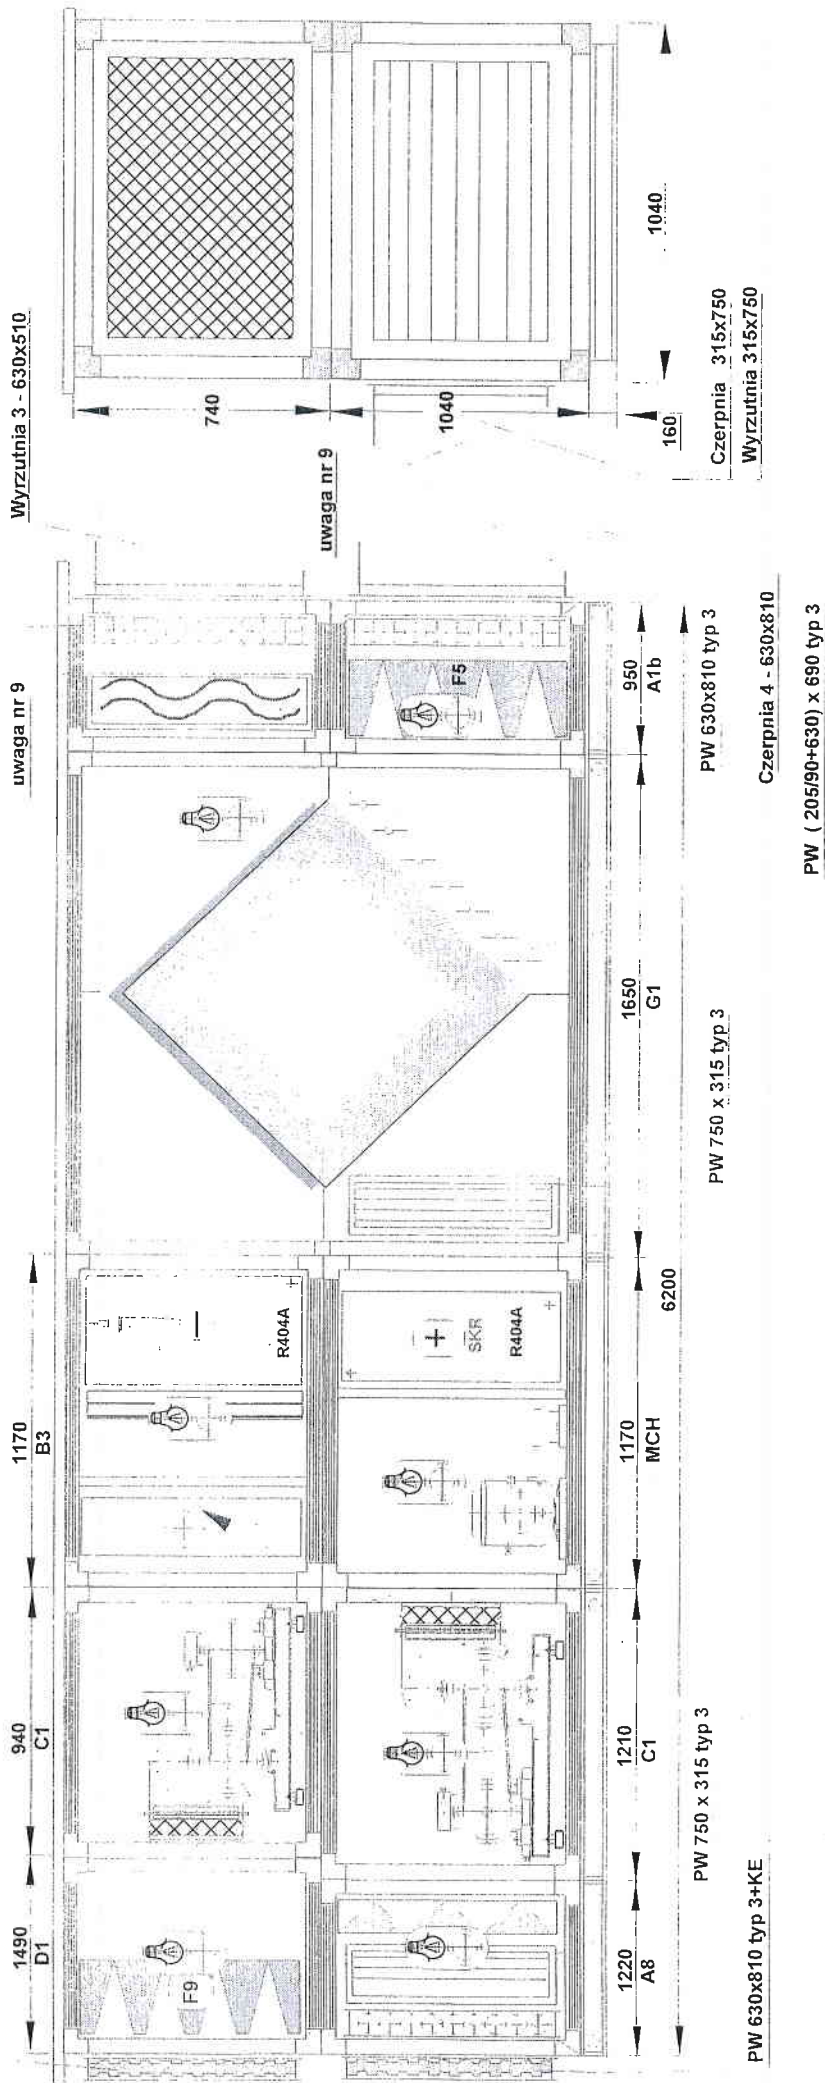 Wyrzutnia 3 - 630x510
uwaga nr 9
740
1040
160
1040
uwaga nr 9
Czerpnia 315x750
Wyrzutnia 315x750
1490
D1
940
C1
1170
B3
F9
R404A
F5
SKR
R404A
1220
A8
1210
C1
1170
MCH
1650
G1
950
A1b
6200
PW 630x810 typ 3+KE
PW 750 x 315 typ 3
PW 750 x 315 typ 3
PW 630x810 typ 3
Czerpnia 4 - 630x810
PW ( 205/90+630) x 690 typ 3